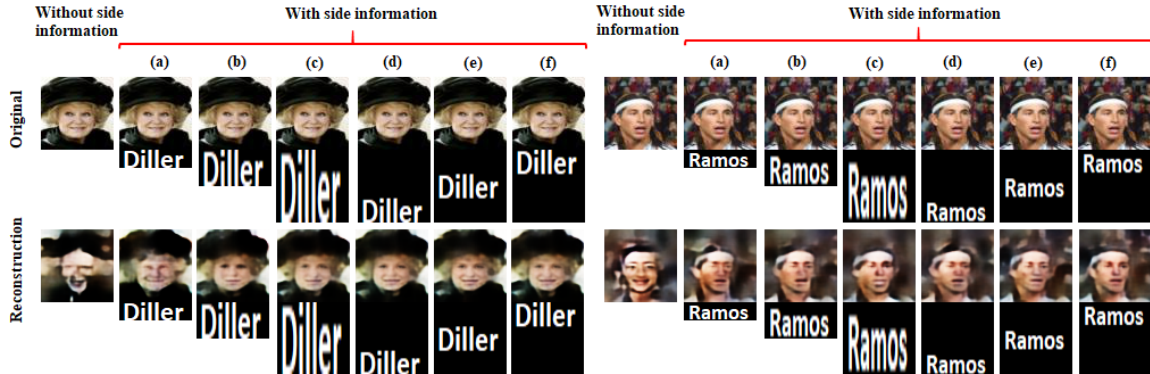 Without side information
With side information
(a) (b) (c) (d) (e) (f)
Original
Diller Diller Diller Diller Diller Diller
Reconstruction
Diller Diller Diller Diller Diller Diller
Without side information
With side information
(a) (b) (c) (d) (e) (f)
Ramos Ramos Ramos Ramos Ramos Ramos
Ramos Ramos Ramos Ramos Ramos Ramos